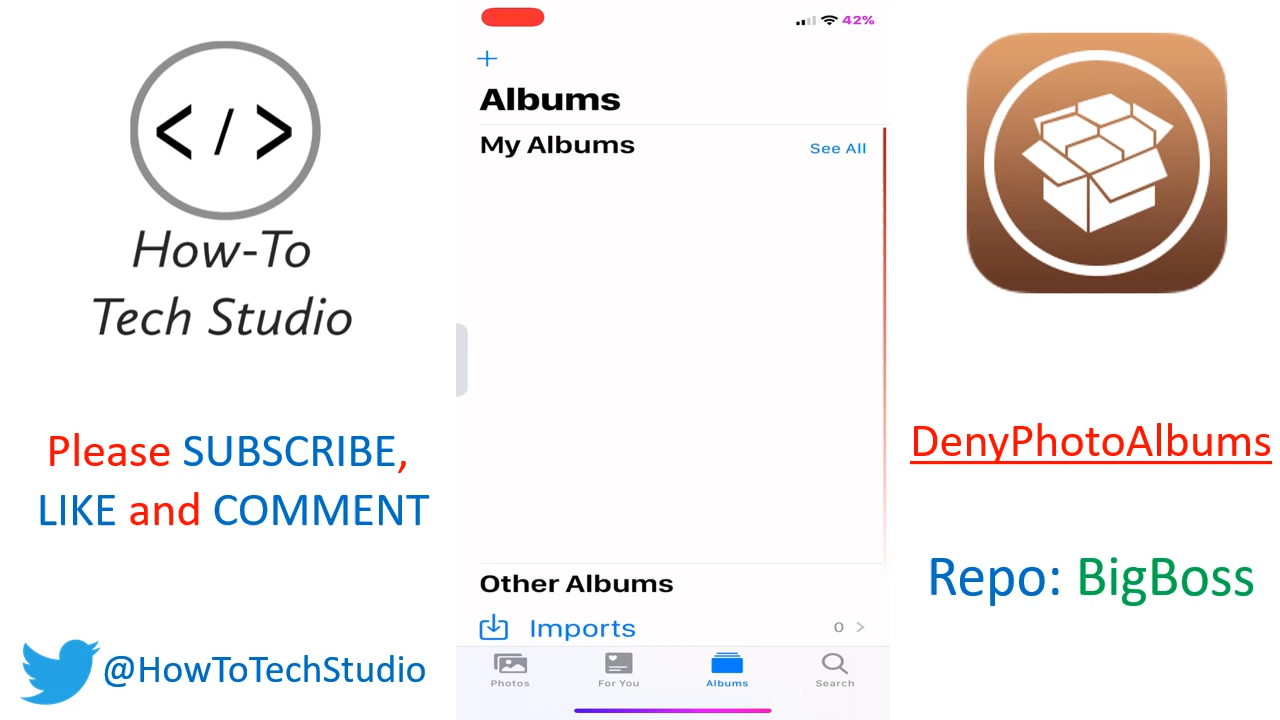 < / >
How-To
Tech Studio
Please SUBSCRIBE,
LIKE and COMMENT
@HowToTechStudio
42%
+
Albums
My Albums
See All
Other Albums
Imports
0 >
Photos
For You
Albums
Search
DenyPhotoAlbums
Repo: BigBoss